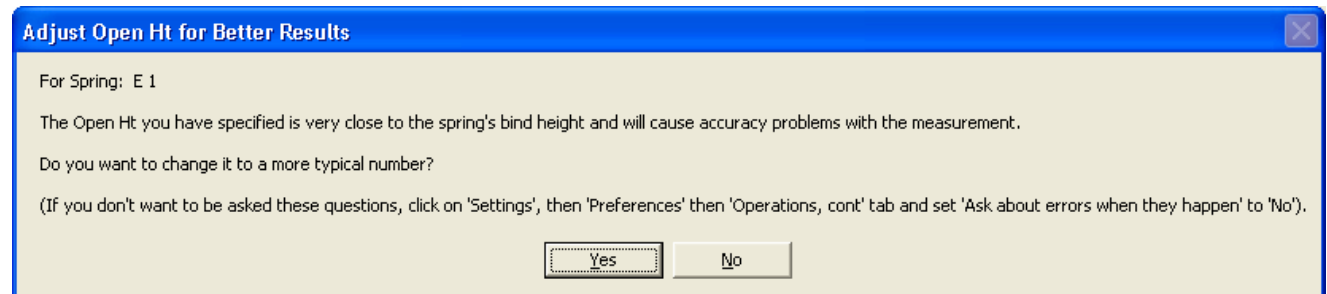 Adjust Open Ht for Better Results
For Spring: E 1
The Open Ht you have specified is very close to the spring's bind height and will cause accuracy problems with the measurement.
Do you want to change it to a more typical number?
(If you don't want to be asked these questions, click on 'Settings', then 'Preferences' then 'Operations, cont' tab and set 'Ask about errors when they happen' to 'No').
Yes No